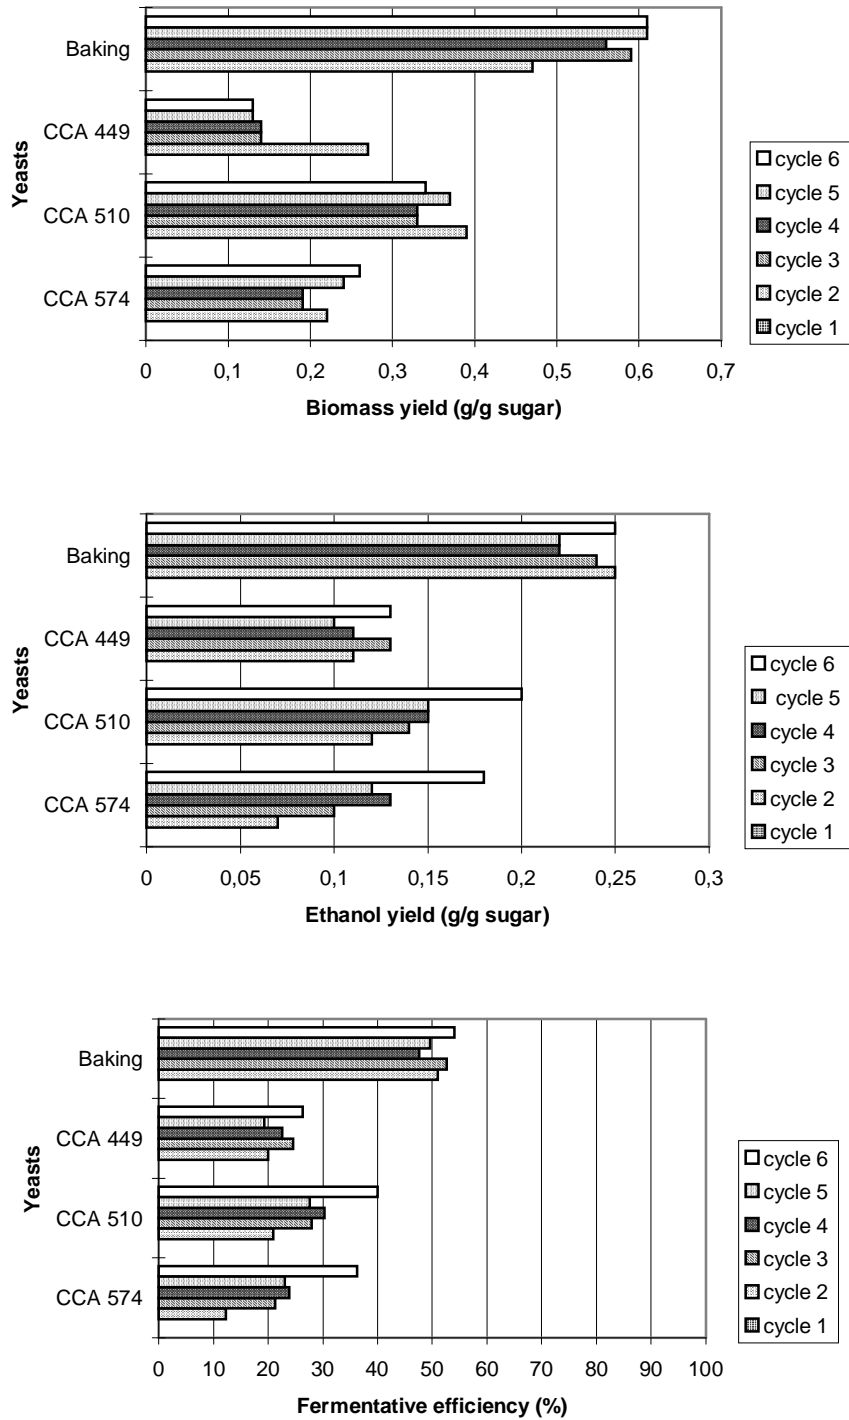 Baking
CCA 449
CCA 510
CCA 574
Yeasts
0 0,1 0,2 0,3 0,4 0,5 0,6 0,7
Biomass yield (g/g sugar)
cycle 6
cycle 5
cycle 4
cycle 3
cycle 2
cycle 1
Baking
CCA 449
CCA 510
CCA 574
Yeasts
0 0,05 0,1 0,15 0,2 0,25 0,3
Ethanol yield (g/g sugar)
cycle 6
cycle 5
cycle 4
cycle 3
cycle 2
cycle 1
Baking
CCA 449
CCA 510
CCA 574
Yeasts
0 10 20 30 40 50 60 70 80 90 100
Fermentative efficiency (%)
cycle 6
cycle 5
cycle 4
cycle 3
cycle 2
cycle 1